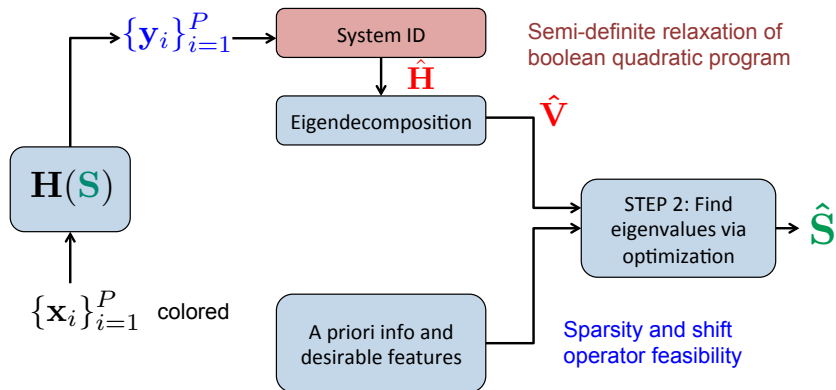 {y_i}_{i=1}^P
System ID
Semi-definite relaxation of
boolean quadratic program
Ĥ
Eigendecomposition
V̂
H(S)
STEP 2: Find
eigenvalues via
optimization
Ŝ
{x_i}_{i=1}^P colored
A priori info and
desirable features
Sparsity and shift
operator feasibility